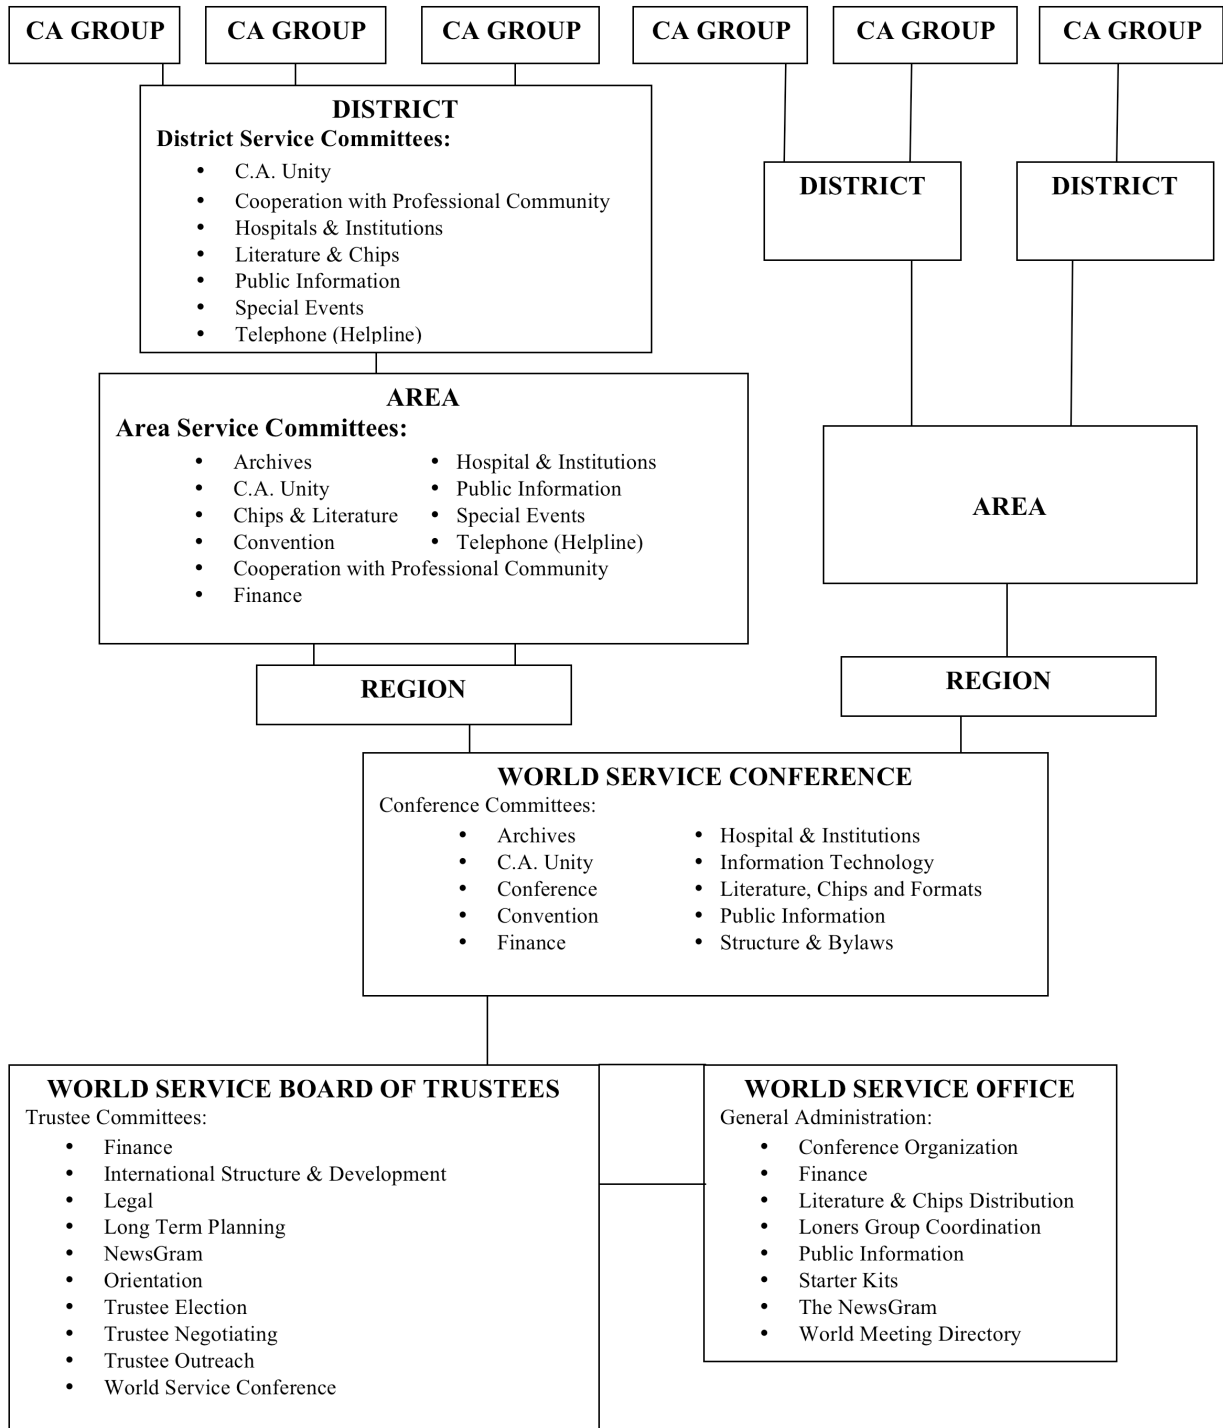 CA GROUP
CA GROUP
CA GROUP
CA GROUP
CA GROUP
CA GROUP
DISTRICT
District Service Committees:
• C.A. Unity
• Cooperation with Professional Community
• Hospitals & Institutions
• Literature & Chips
• Public Information
• Special Events
• Telephone (Helpline)
DISTRICT
DISTRICT
AREA
Area Service Committees:
• Archives
• C.A. Unity
• Chips & Literature
• Convention
• Cooperation with Professional Community
• Finance
• Hospital & Institutions
• Public Information
• Special Events
• Telephone (Helpline)
AREA
REGION
REGION
WORLD SERVICE CONFERENCE
Conference Committees:
• Archives
• C.A. Unity
• Conference
• Convention
• Finance
• Hospital & Institutions
• Information Technology
• Literature, Chips and Formats
• Public Information
• Structure & Bylaws
WORLD SERVICE BOARD OF TRUSTEES
Trustee Committees:
• Finance
• International Structure & Development
• Legal
• Long Term Planning
• NewsGram
• Orientation
• Trustee Election
• Trustee Negotiating
• Trustee Outreach
• World Service Conference
WORLD SERVICE OFFICE
General Administration:
• Conference Organization
• Finance
• Literature & Chips Distribution
• Loners Group Coordination
• Public Information
• Starter Kits
• The NewsGram
• World Meeting Directory